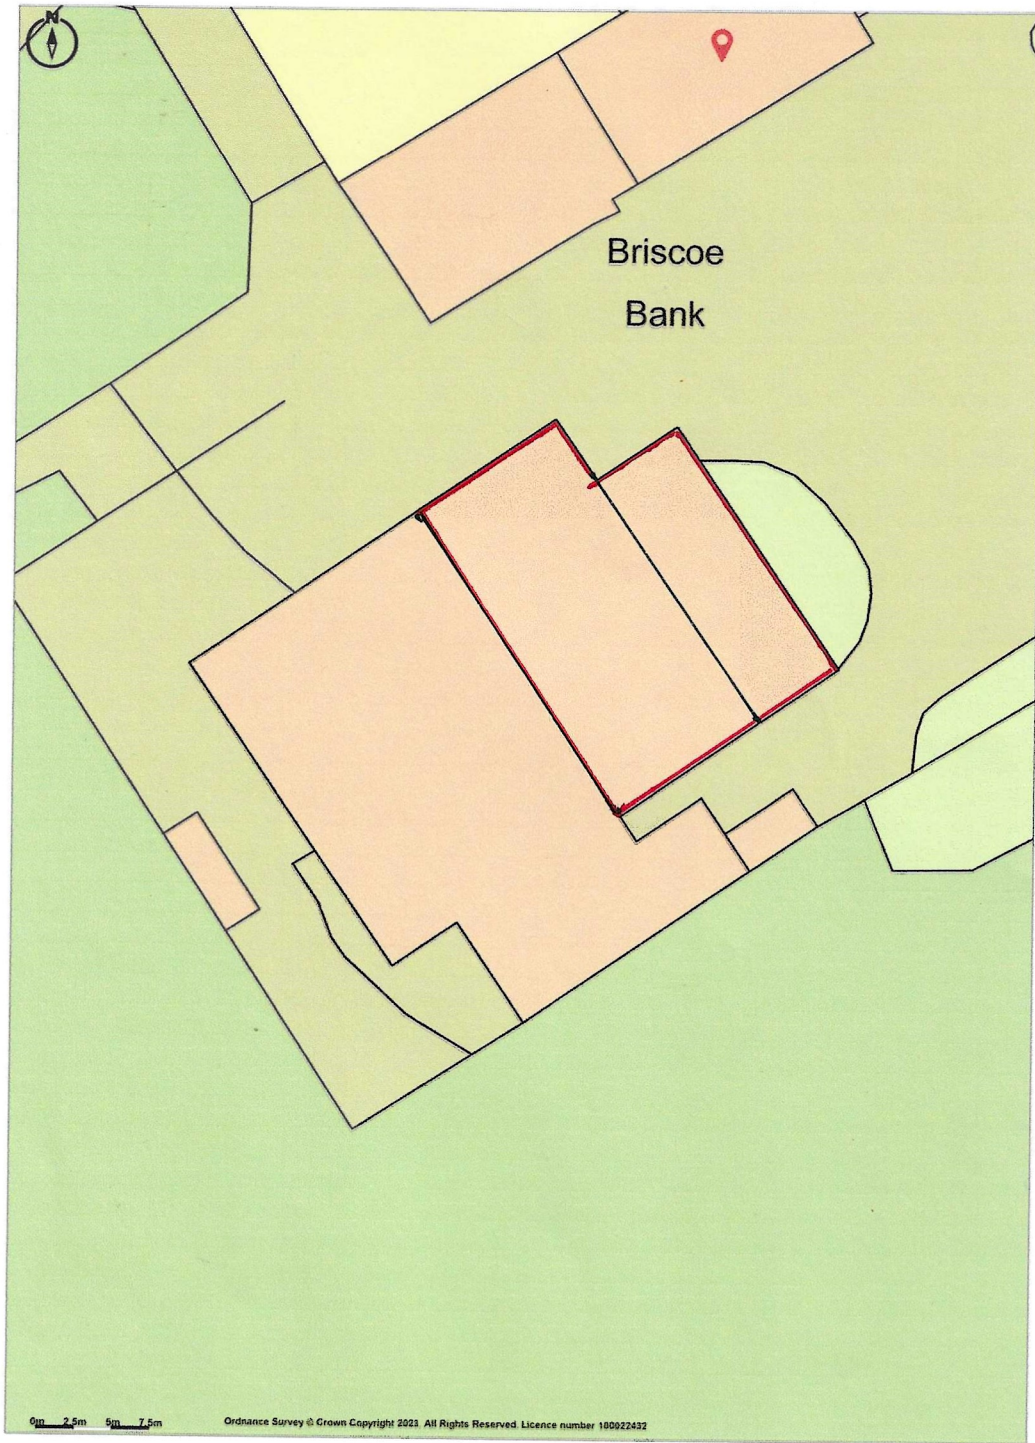 N
Briscoe
Bank
0m 2.5m 5m 7.5m
Ordnance Survey © Crown Copyright 2023. All Rights Reserved. Licence number 100022432